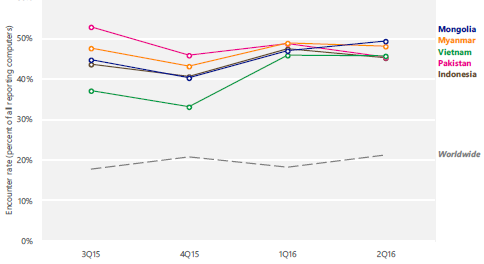 Encounter rate (percent of all reporting computers)
50%
40%
30%
20%
10%
0%
3Q15
4Q15
1Q16
2Q16
Mongolia
Myanmar
Vietnam
Pakistan
Indonesia
Worldwide